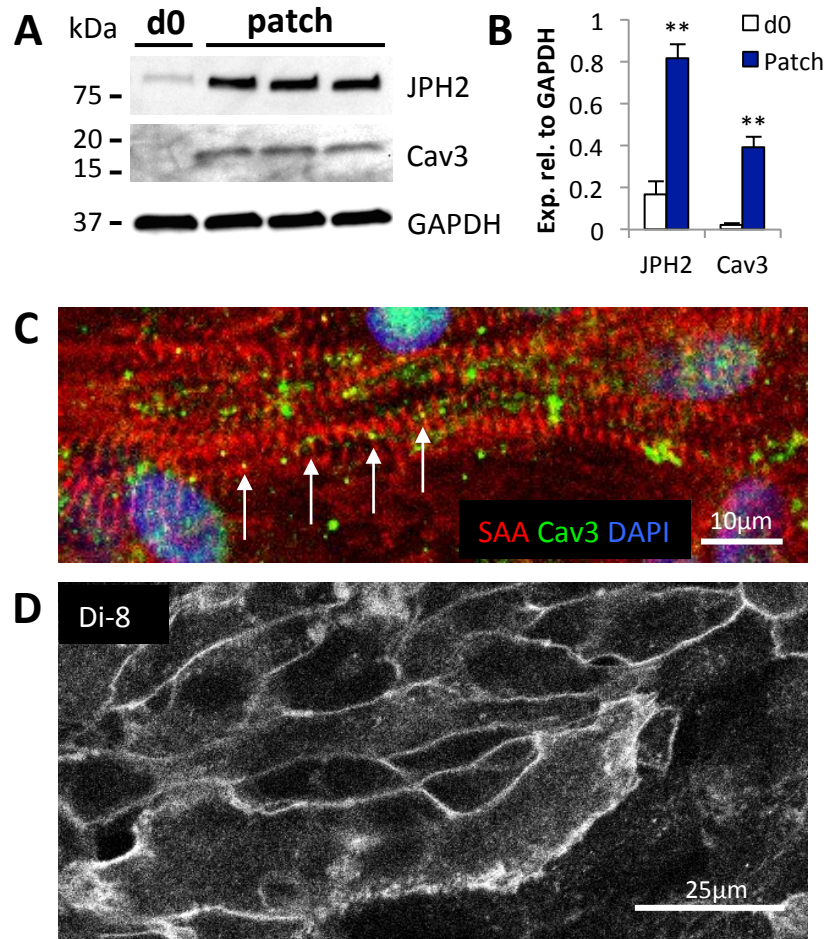 A
kDa
d0
patch
75
JPH2
20
15
Cav3
37
GAPDH
B
Exp. rel. to GAPDH
1
0.8
0.6
0.4
0.2
0
**
**
d0
Patch
JPH2
Cav3
C
SAA Cav3 DAPI
10µm
D
Di-8
25µm